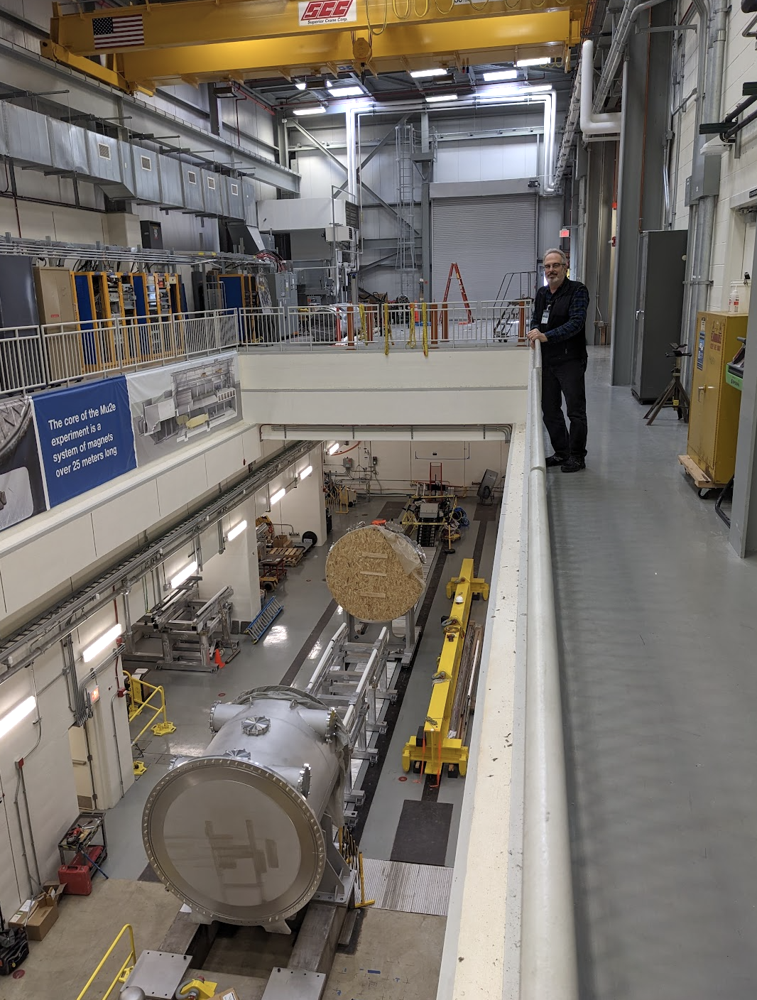 SCC
Superior Crane Corp.
The core of the Mu2e
experiment is a
system of magnets
over 25 meters long